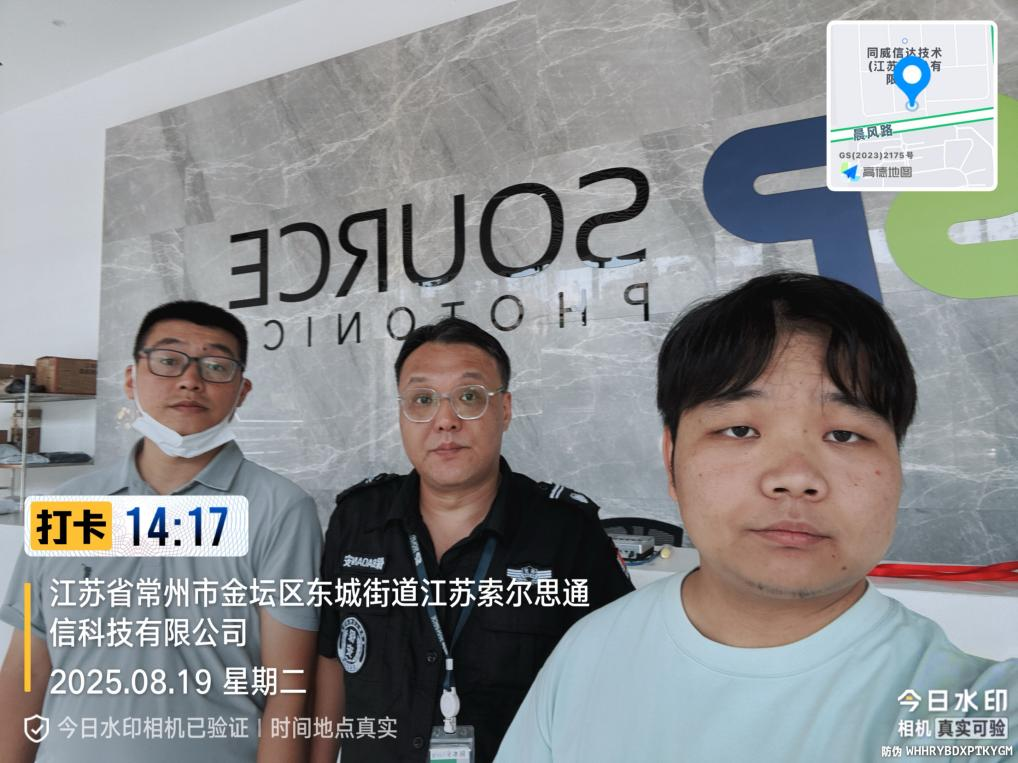 同威信达技术
(江苏
有
限
晨风路
GS(2023)2175号
高德地图
SOURCE
PHOTONIC
SP
BAOAN
打卡 14:17
江苏省常州市金坛区东城街道江苏索尔思通
信科技有限公司
2025.08.19 星期二
今日水印相机已验证 | 时间地点真实
今日水印
相机 真实可验
防伪 WHHRYBDXPTKYGM